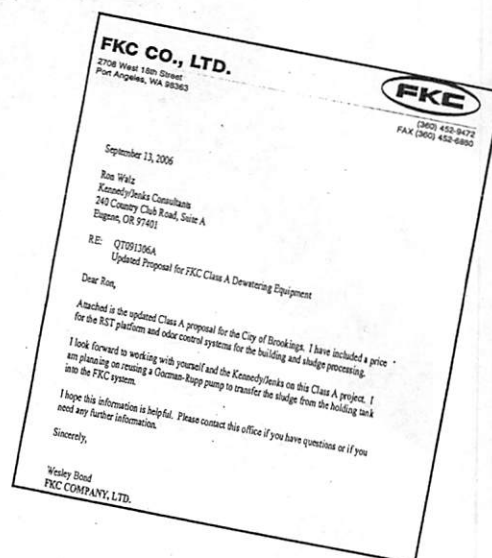 FKC CO., LTD.
2708 West 18th Street
Port Angeles, WA 98363
FKC
(360) 452-9472
FAX (360) 452-6880
September 13, 2006
Ron Walz
Kennedy/Jenks Consultants
240 Country Club Road, Suite A
Eugene, OR 97401
RE: QT091306A
Updated Proposal for FKC Class A Dewatering Equipment
Dear Ron,
Attached is the updated Class A proposal for the City of Brookings. I have included a price
for the RST platform and odor control systems for the building and sludge processing.
I look forward to working with yourself and the Kennedy/Jenks on this Class A project. I
am planning on reusing a Gorman-Rupp pump to transfer the sludge from the holding tank
into the FKC system.
I hope this information is helpful. Please contact this office if you have questions or if you
need any further information.
Sincerely,
Wesley Bond
FKC COMPANY, LTD.